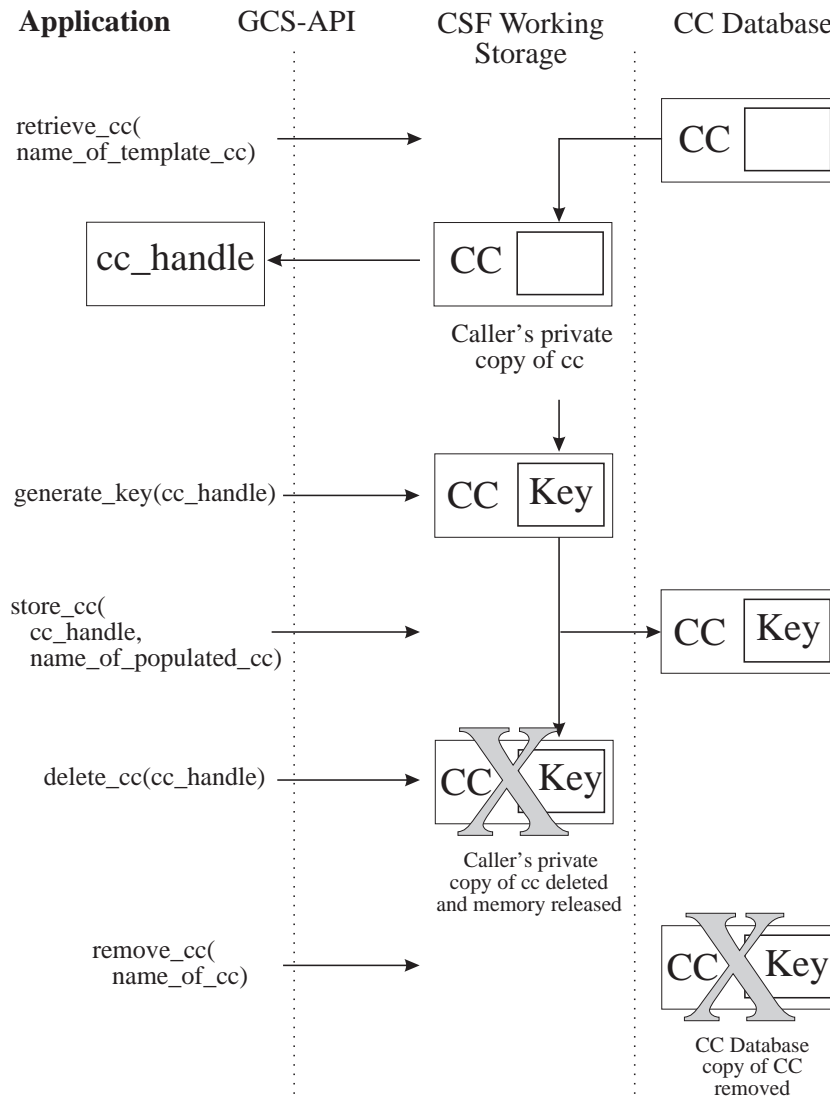 Application
GCS-API
CSF Working
Storage
CC Database
retrieve_cc(
name_of_template_cc)
CC
cc_handle
CC
Caller's private
copy of cc
generate_key(cc_handle)
CC
Key
store_cc(
cc_handle,
name_of_populated_cc)
CC
Key
delete_cc(cc_handle)
CC
X
Key
Caller's private
copy of cc deleted
and memory released
remove_cc(
name_of_cc)
CC
X
Key
CC Database
copy of CC
removed